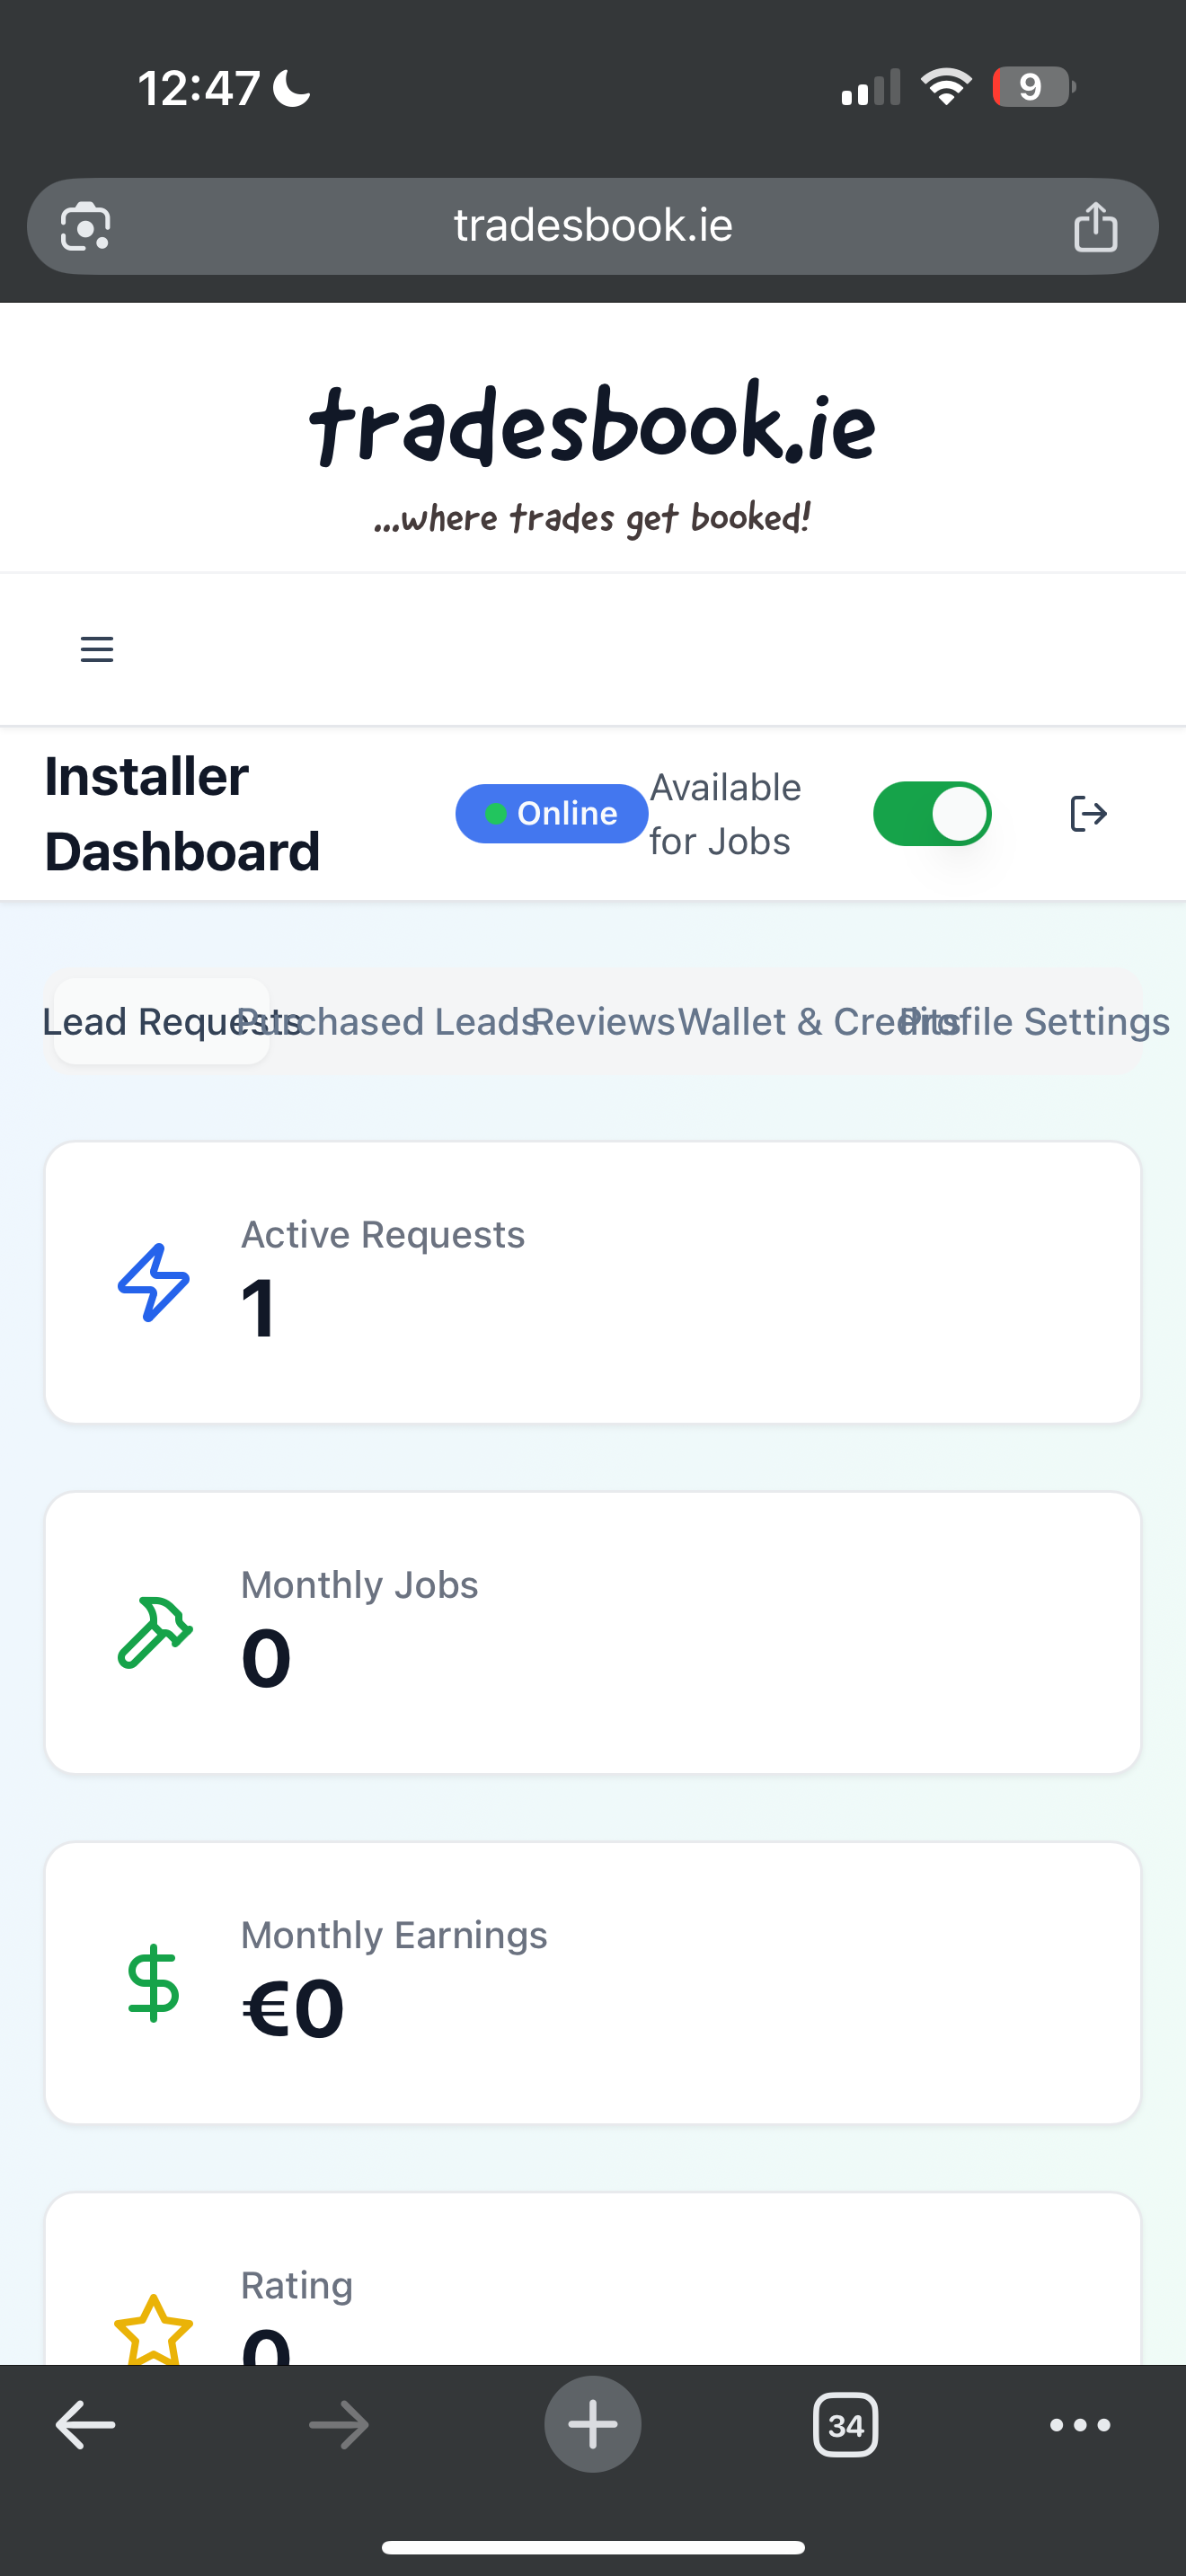 12:47
9
tradesbook.ie
tradesbook.ie
...where trades get booked!
Installer
Dashboard
Online
Available
for Jobs
Lead Requests
Purchased Leads
Reviews
Wallet & Credits
Profile Settings
Active Requests
1
Monthly Jobs
0
Monthly Earnings
€0
Rating
0
34